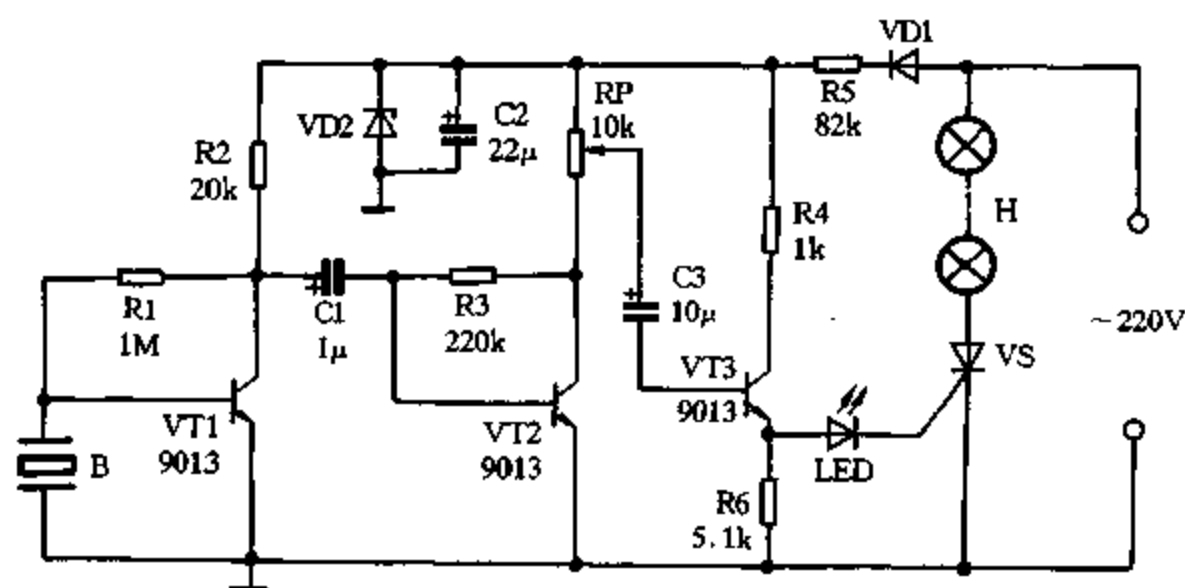 VD1
R5
82k
RP
10k
C2
22μ
VD2
R2
20k
R4
1k
H
R1
1M
C1
1μ
R3
220k
C3
10μ
~220V
VS
VT3
9013
VT1
9013
VT2
9013
B
LED
R6
5.1k